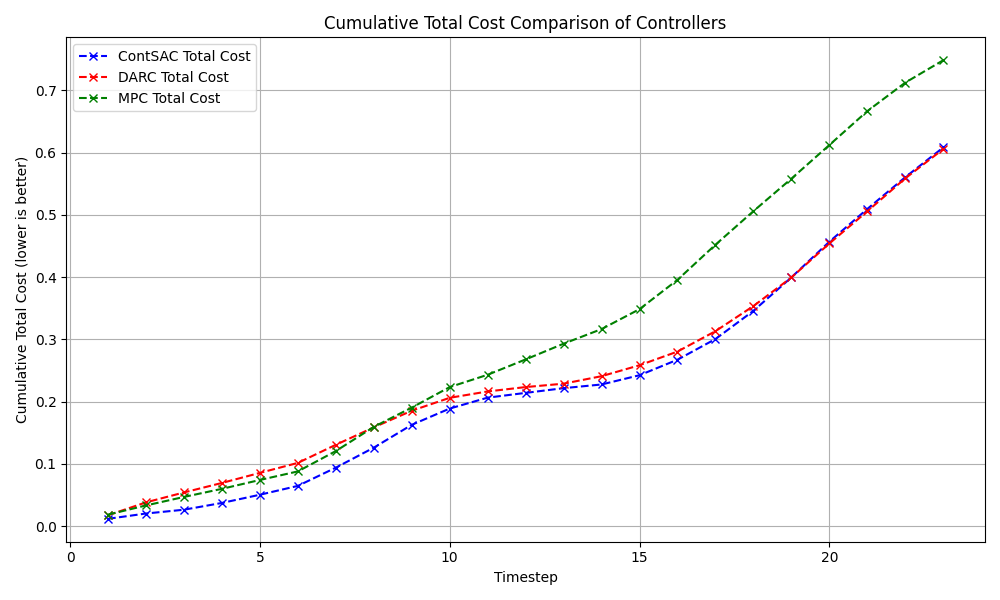 Cumulative Total Cost Comparison of Controllers
ContSAC Total Cost
DARC Total Cost
MPC Total Cost
Cumulative Total Cost (lower is better)
0.7
0.6
0.5
0.4
0.3
0.2
0.1
0.0
0
5
10
15
20
Timestep